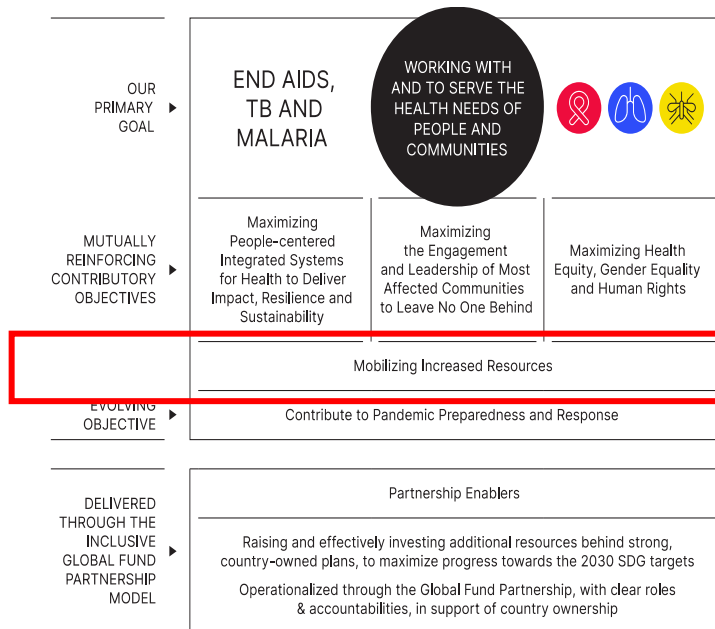 OUR
PRIMARY
GOAL
END AIDS,
TB AND
MALARIA
WORKING WITH
AND TO SERVE THE
HEALTH NEEDS OF
PEOPLE AND
COMMUNITIES
MUTUALLY
REINFORCING
CONTRIBUTORY
OBJECTIVES
Maximizing
People-centered
Integrated Systems
for Health to Deliver
Impact, Resilience and
Sustainability
Maximizing
the Engagement
and Leadership of Most
Affected Communities
to Leave No One Behind
Maximizing Health
Equity, Gender Equality
and Human Rights
Mobilizing Increased Resources
EVOLVING
OBJECTIVE
Contribute to Pandemic Preparedness and Response
DELIVERED
THROUGH THE
INCLUSIVE
GLOBAL FUND
PARTNERSHIP
MODEL
Partnership Enablers
Raising and effectively investing additional resources behind strong,
country-owned plans, to maximize progress towards the 2030 SDG targets
Operationalized through the Global Fund Partnership, with clear roles
& accountabilities, in support of country ownership